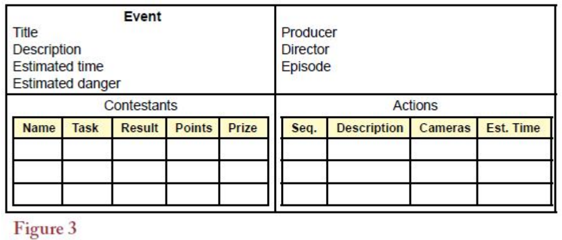 Event
Title
Description
Estimated time
Estimated danger
Producer
Director
Episode
Contestants
Name Task Result Points Prize
Actions
Seq. Description Cameras Est. Time
Figure 3